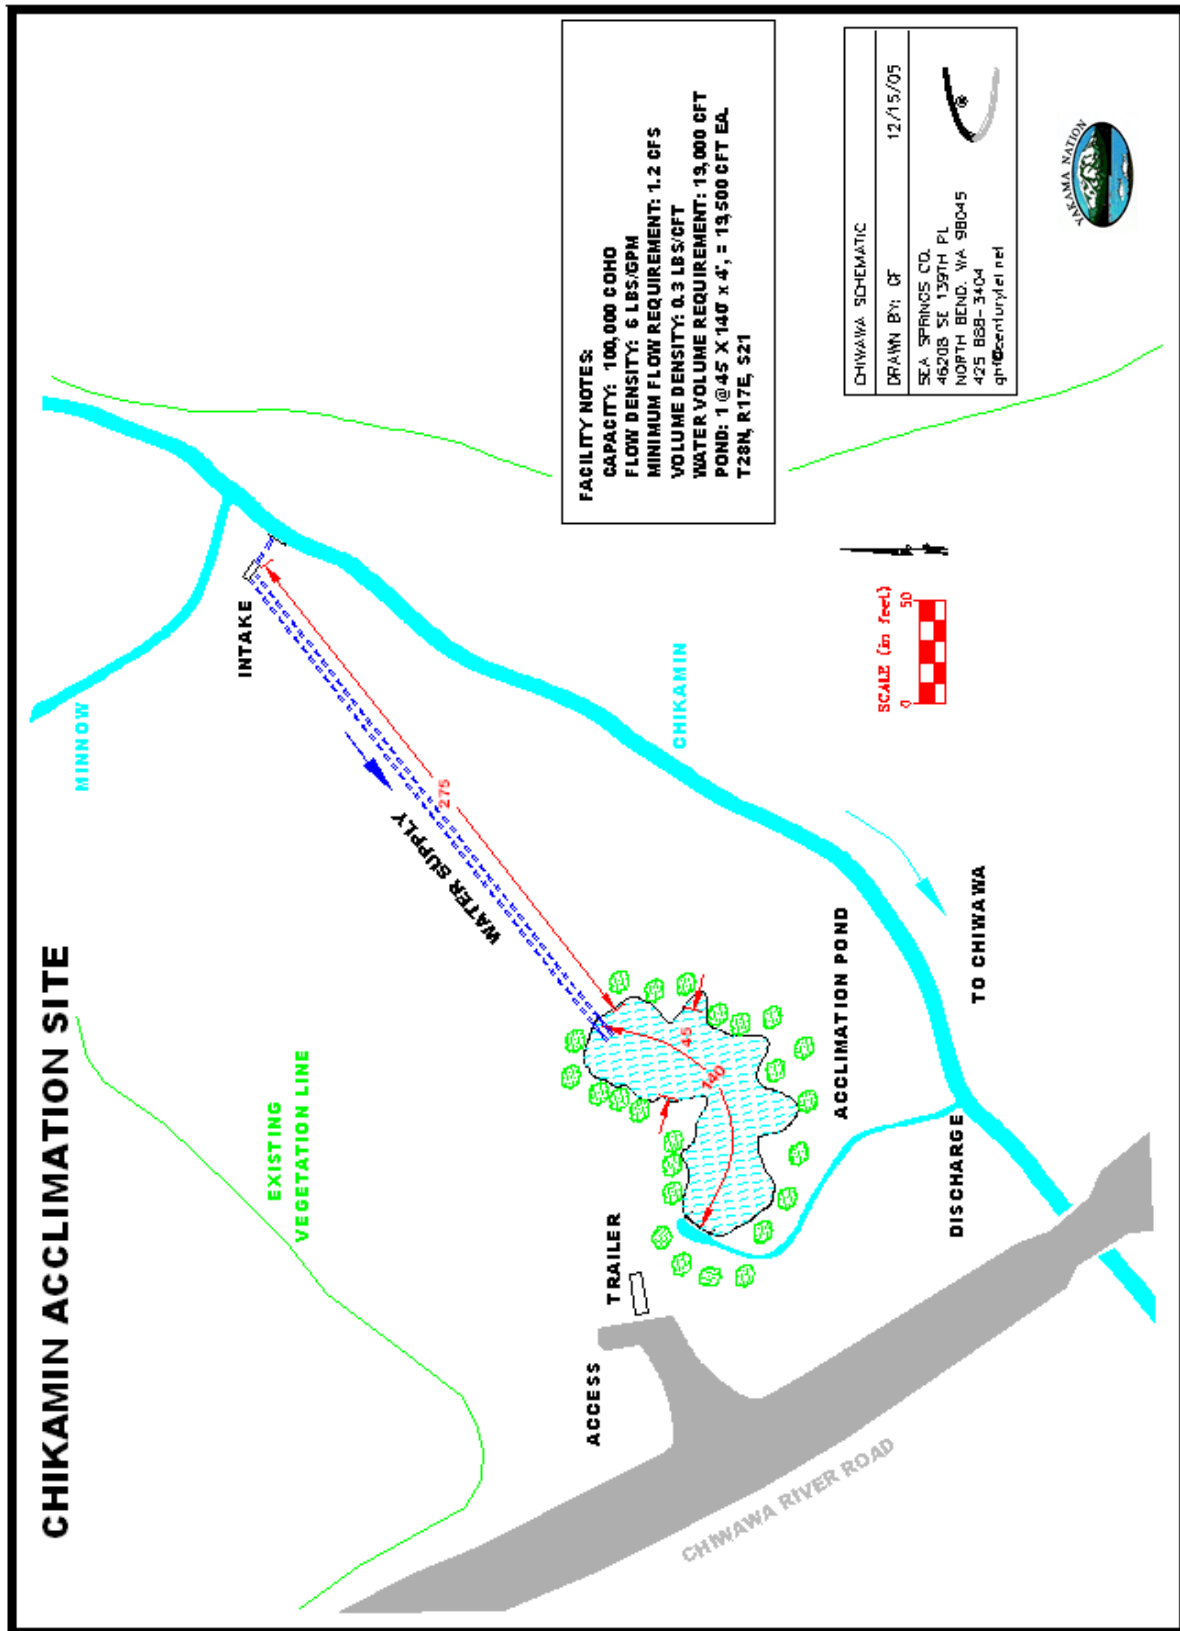 CHIKAMIN ACCLIMATION SITE
MINNOW
INTAKE
EXISTING
VEGETATION LINE
WATER SUPPLY
275
CHIKAMIN
45
140
ACCLIMATION POND
TO CHIWAWA
DISCHARGE
TRAILER
ACCESS
CHIWAWA RIVER ROAD
SCALE (in feet)
0 50
FACILITY NOTES:
CAPACITY: 100,000 COHO
FLOW DENSITY: 6 LBS/GPM
MINIMUM FLOW REQUIREMENT: 1.2 CFS
VOLUME DENSITY: 0.3 LBS/CFT
WATER VOLUME REQUIREMENT: 19,000 CFT
POND: 1 @ 45 X 140' x 4', = 19,500 CFT EA.
T28N, R17E, S21
CHIWAWA SCHEMATIC
DRAWN BY: CF 12/15/05
SEA SPRINGS CO.
46208 SE 139TH PL
NORTH BEND, WA 98045
425 888-3404
®
YAKAMA NATION